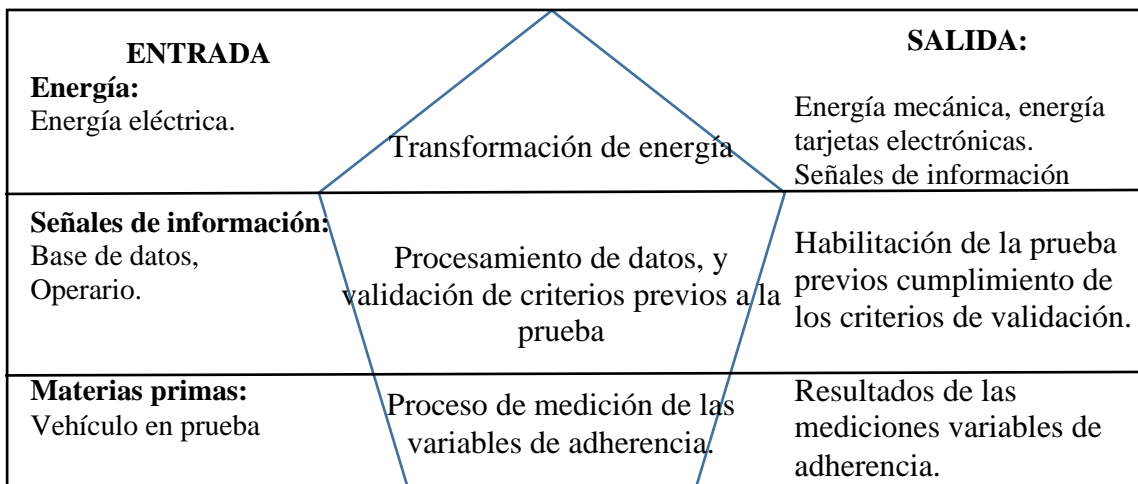 ENTRADA
Energía:
Energía eléctrica.
Transformación de energía
SALIDA:
Energía mecánica, energía
tarjetas electrónicas.
Señales de información
Señales de información:
Base de datos,
Operario.
Procesamiento de datos, y
validación de criterios previos a la
prueba
Habilitación de la prueba
previos cumplimiento de
los criterios de validación.
Materias primas:
Vehículo en prueba
Proceso de medición de las
variables de adherencia.
Resultados de las
mediciones variables de
adherencia.